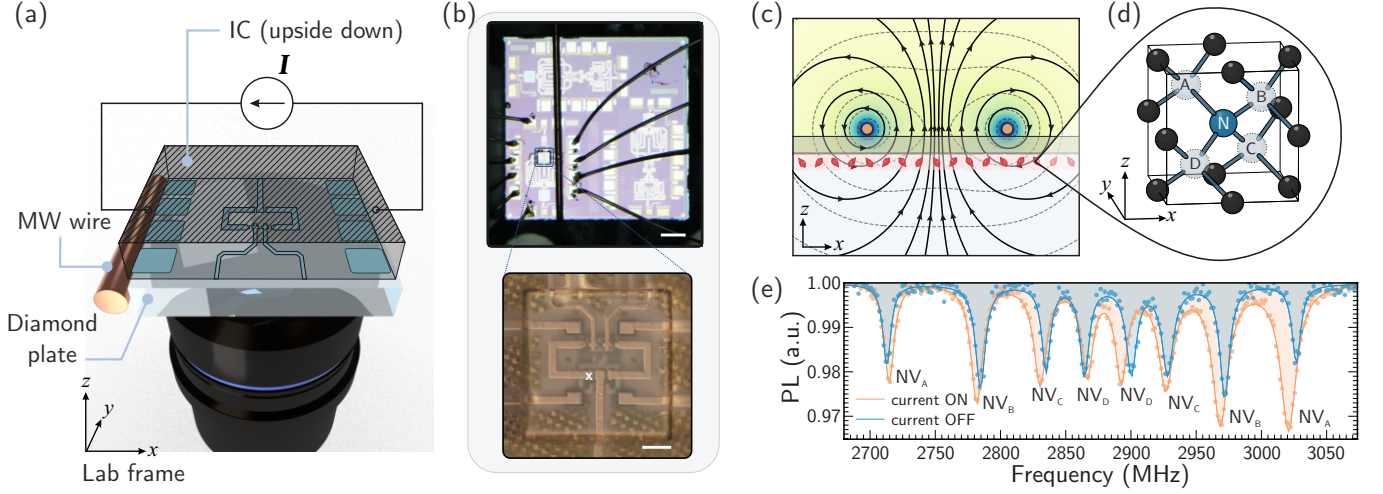 (a)
IC (upside down)
I
MW wire
Diamond
plate
z
y
x
Lab frame
(b)
x
(c)
z
x
(d)
A
B
N
C
D
z
y
x
(e)
PL (a.u.)
1.00
0.99
0.98
0.97
NV_A
NV_B
NV_C
NV_D
NV_D
NV_C
NV_B
NV_A
current ON
current OFF
2700
2750
2800
2850
2900
2950
3000
3050
Frequency (MHz)